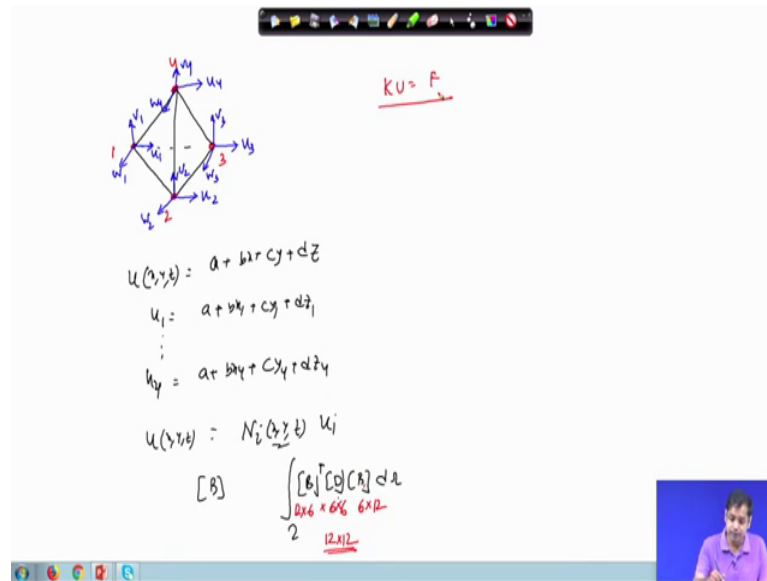 KU = F
4 v4 u4
w4
v1 v3
1 u1 u3
w1 v2 w3 3
u2
w2 2
u(x,y,z) = a + bx + cy + dz
u1 = a + bx1 + cy1 + dz1
⋮
u4 = a + bx4 + cy4 + dz4
u(x,y,z) = Ni(x,y,z) ui
[B] ∫[B]^T [D] [B] dΩ
12×6 × 6×6 6×12
Ω 12×12